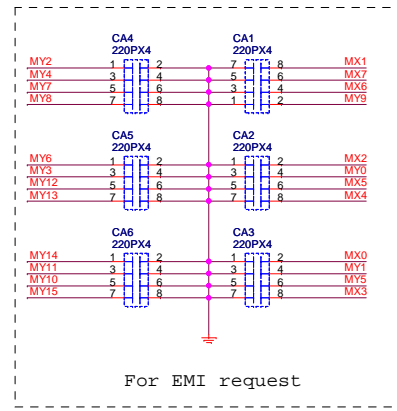 CA4 CA1
220PX4 220PX4
MY2 1 2 7 8 MX1
MY4 3 4 5 6 MX7
MY7 5 6 3 4 MX6
MY8 7 8 1 2 MY9
CA5 CA2
220PX4 220PX4
MY6 1 2 1 2 MX2
MY3 3 4 3 4 MY0
MY12 5 6 5 6 MX5
MY13 7 8 7 8 MX4
CA6 CA3
220PX4 220PX4
MY14 1 2 1 2 MX0
MY11 3 4 3 4 MY1
MY10 5 6 5 6 MY5
MY15 7 8 7 8 MX3
For EMI request